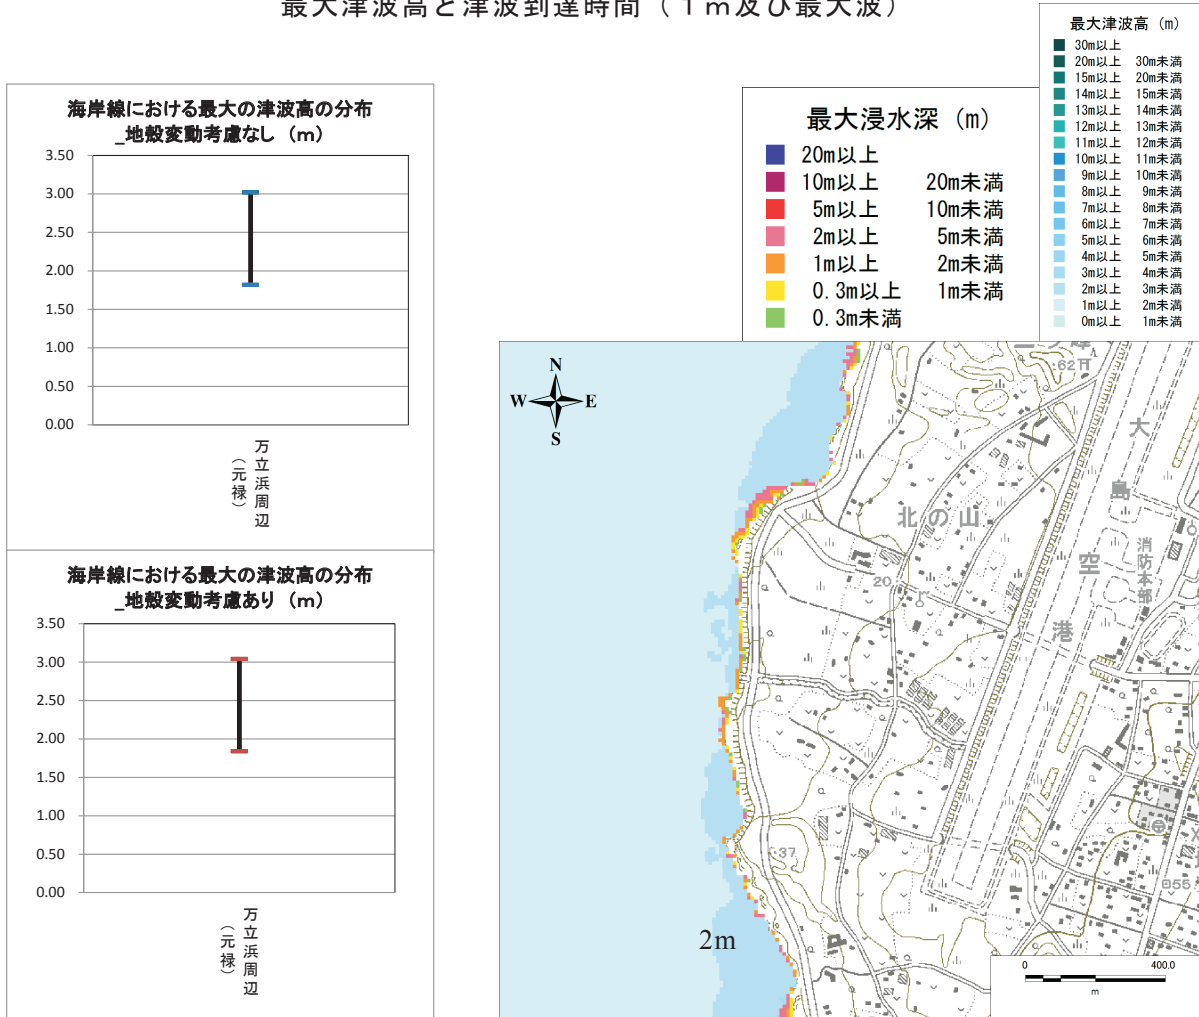 最大津波高と津波到達時間（１ｍ及び最大波）
海岸線における最大の津波高の分布
_地殻変動考慮なし（m）
3.50
3.00
2.50
2.00
1.50
1.00
0.50
0.00
万立浜周辺
（元禄）
海岸線における最大の津波高の分布
_地殻変動考慮あり（m）
3.50
3.00
2.50
2.00
1.50
1.00
0.50
0.00
万立浜周辺
（元禄）
最大浸水深（m）
20m以上
10m以上 20m未満
5m以上 10m未満
2m以上 5m未満
1m以上 2m未満
0.3m以上 1m未満
0.3m未満
最大津波高（m）
30m以上
20m以上 30m未満
15m以上 20m未満
14m以上 15m未満
13m以上 14m未満
12m以上 13m未満
11m以上 12m未満
10m以上 11m未満
9m以上 10m未満
8m以上 9m未満
7m以上 8m未満
6m以上 7m未満
5m以上 6m未満
4m以上 5m未満
3m以上 4m未満
2m以上 3m未満
1m以上 2m未満
0m以上 1m未満
N
W E
S
62
大島空港
北の山
消防本部
20
37
55
51
2m
0 400.0
m